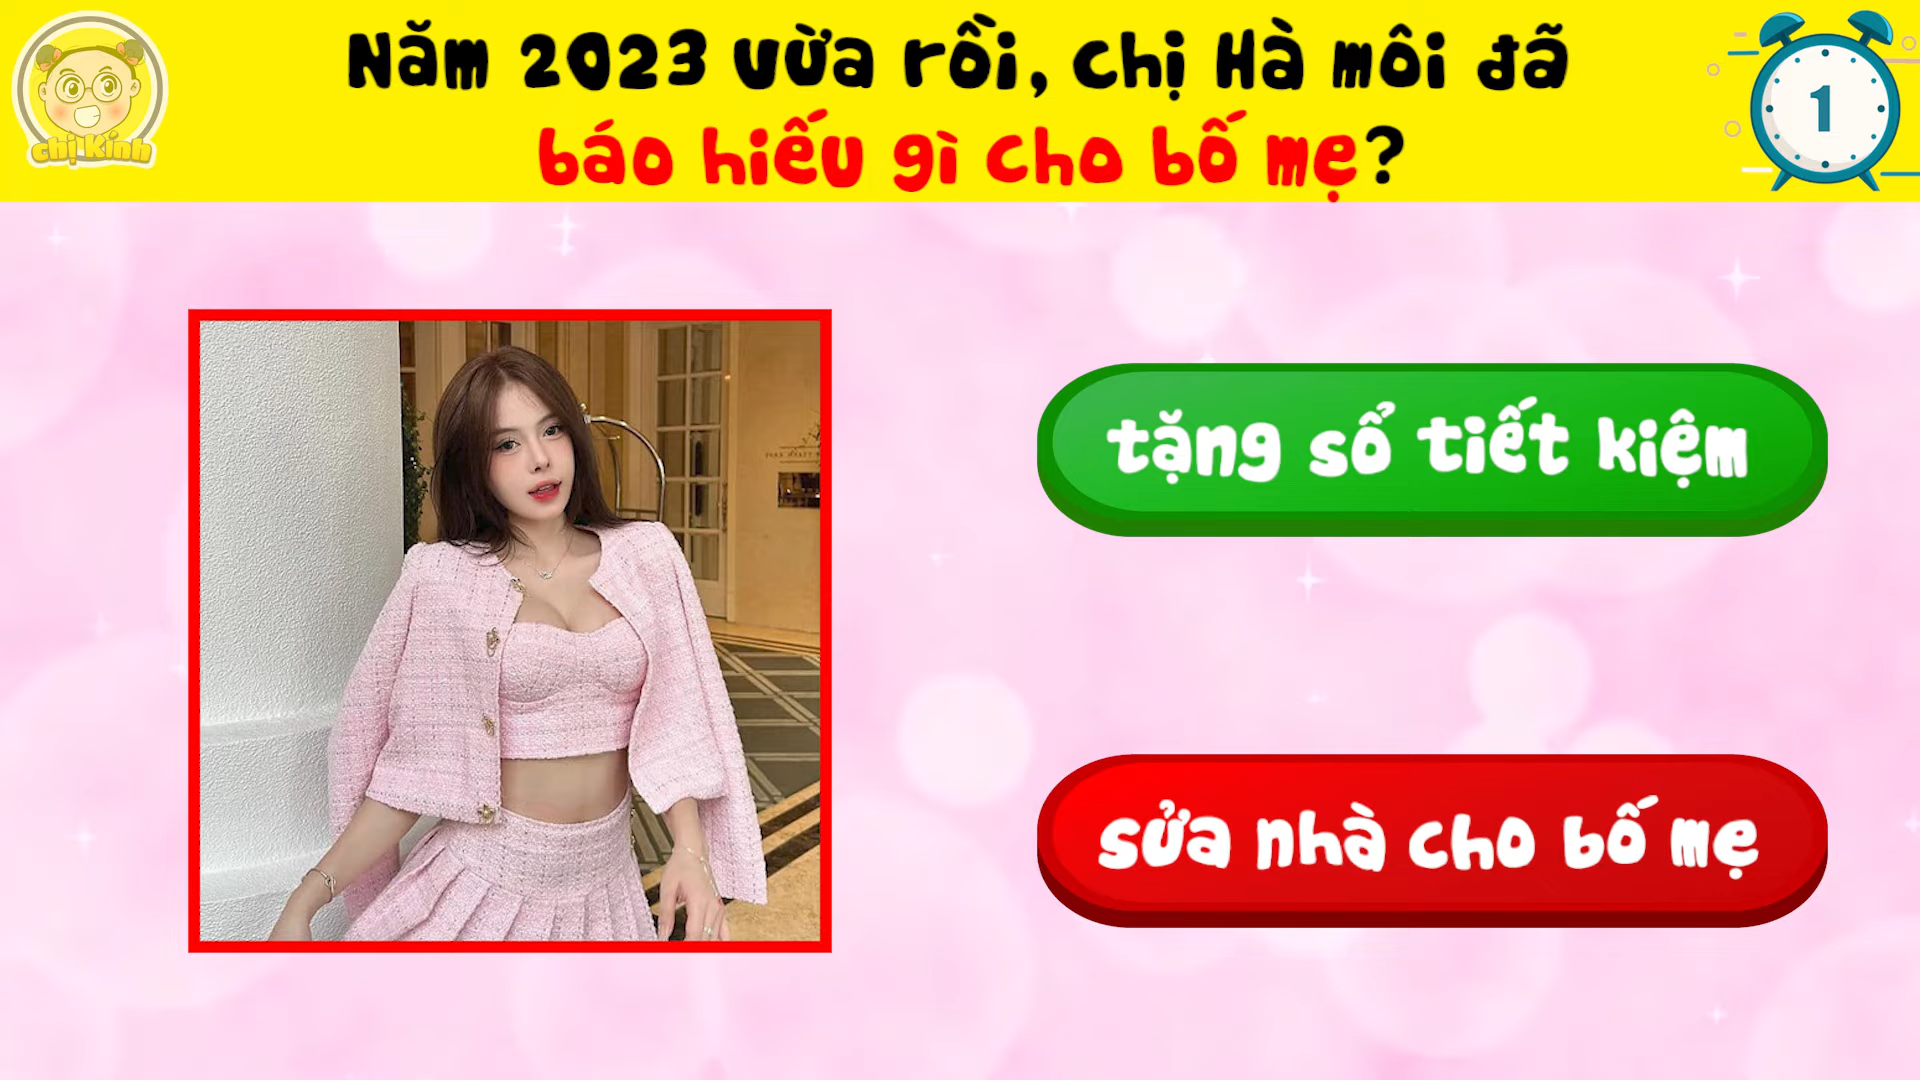 Năm 2023 vừa rồi, chị Hà môi đã
báo hiếu gì cho bố mẹ?
chị Kính
1
tặng sổ tiết kiệm
sửa nhà cho bố mẹ